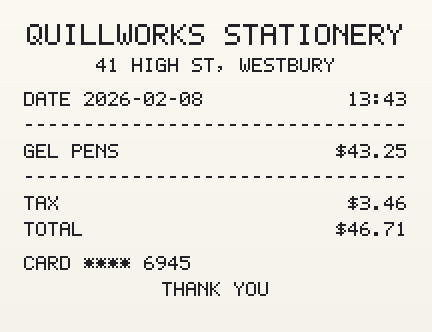 QUILLWORKS STATIONERY
41 HIGH ST, WESTBURY
DATE 2026-02-08 13:43
--------------------------------
GEL PENS $43.25
--------------------------------
TAX $3.46
TOTAL $46.71
CARD **** 6945
THANK YOU